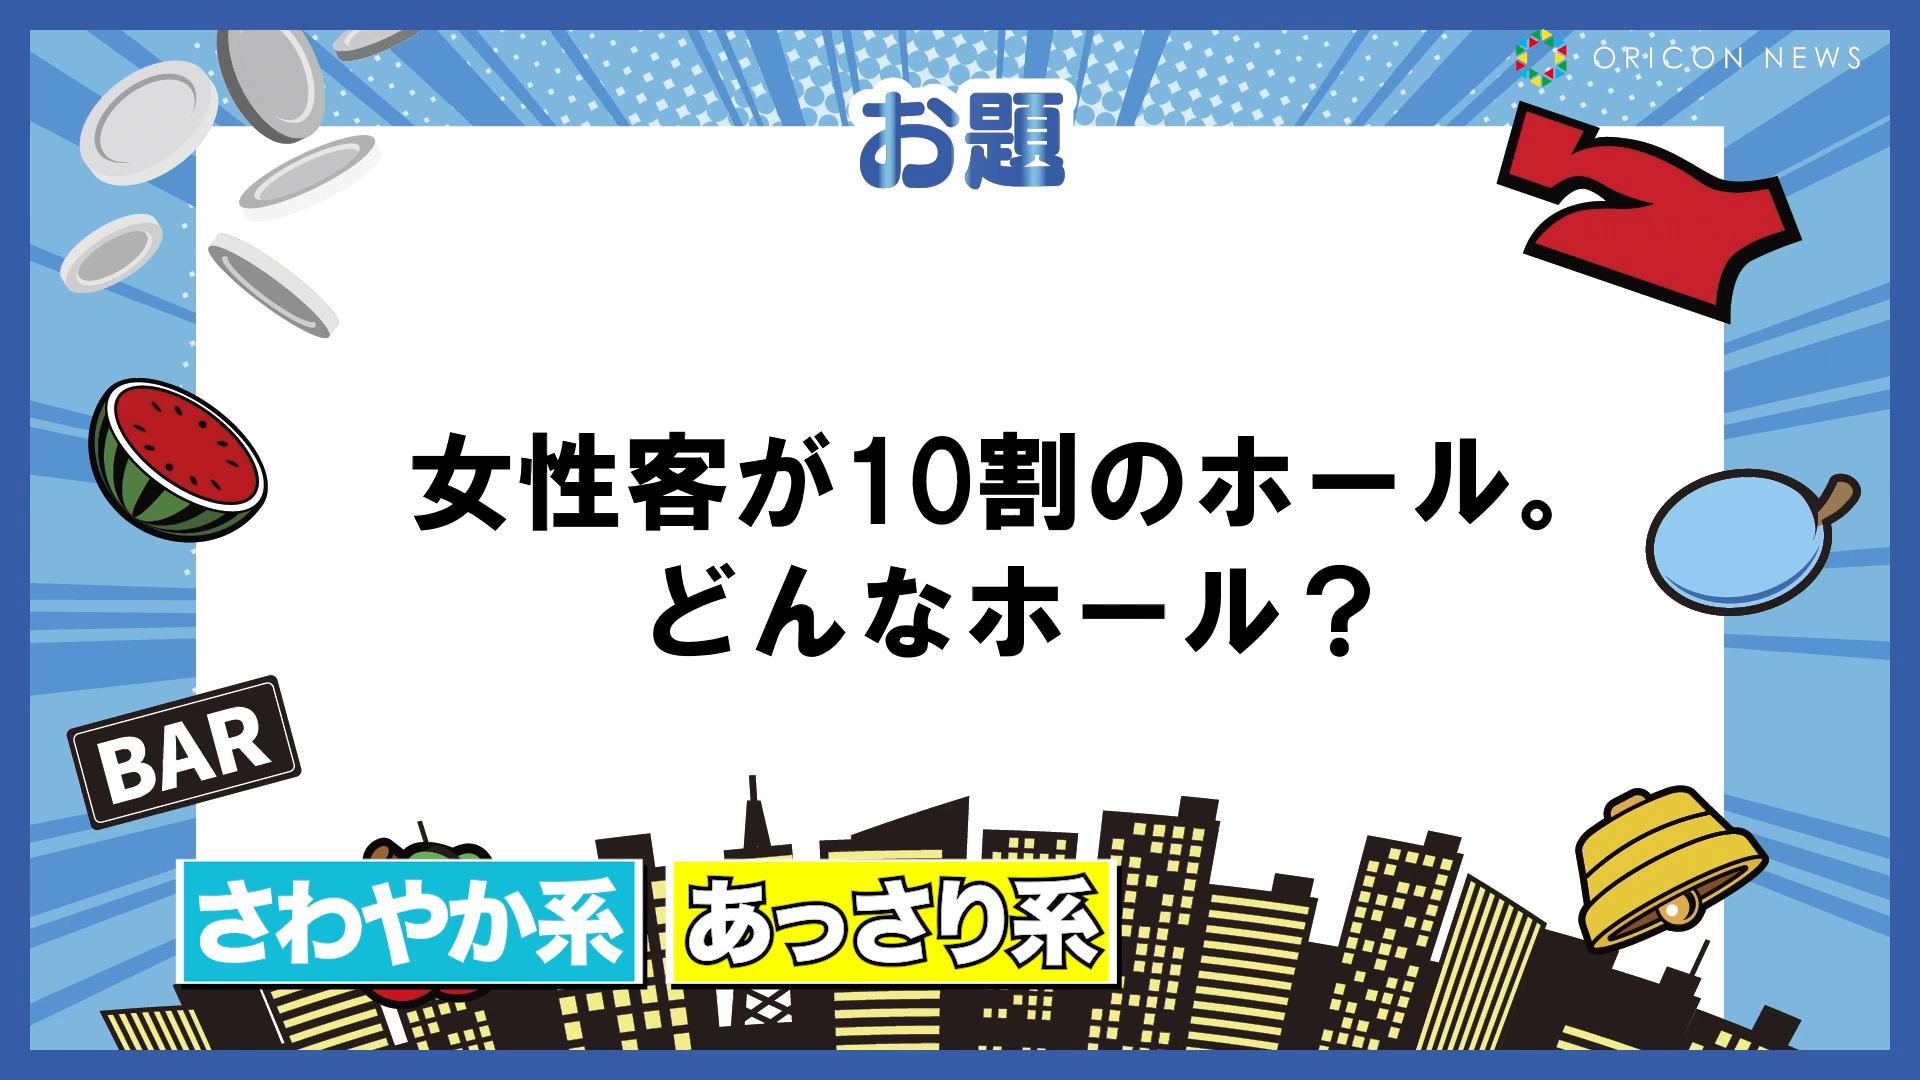 ORICON NEWS
お題
女性客が10割のホール。
どんなホール？
BAR
さわやか系
あっさり系